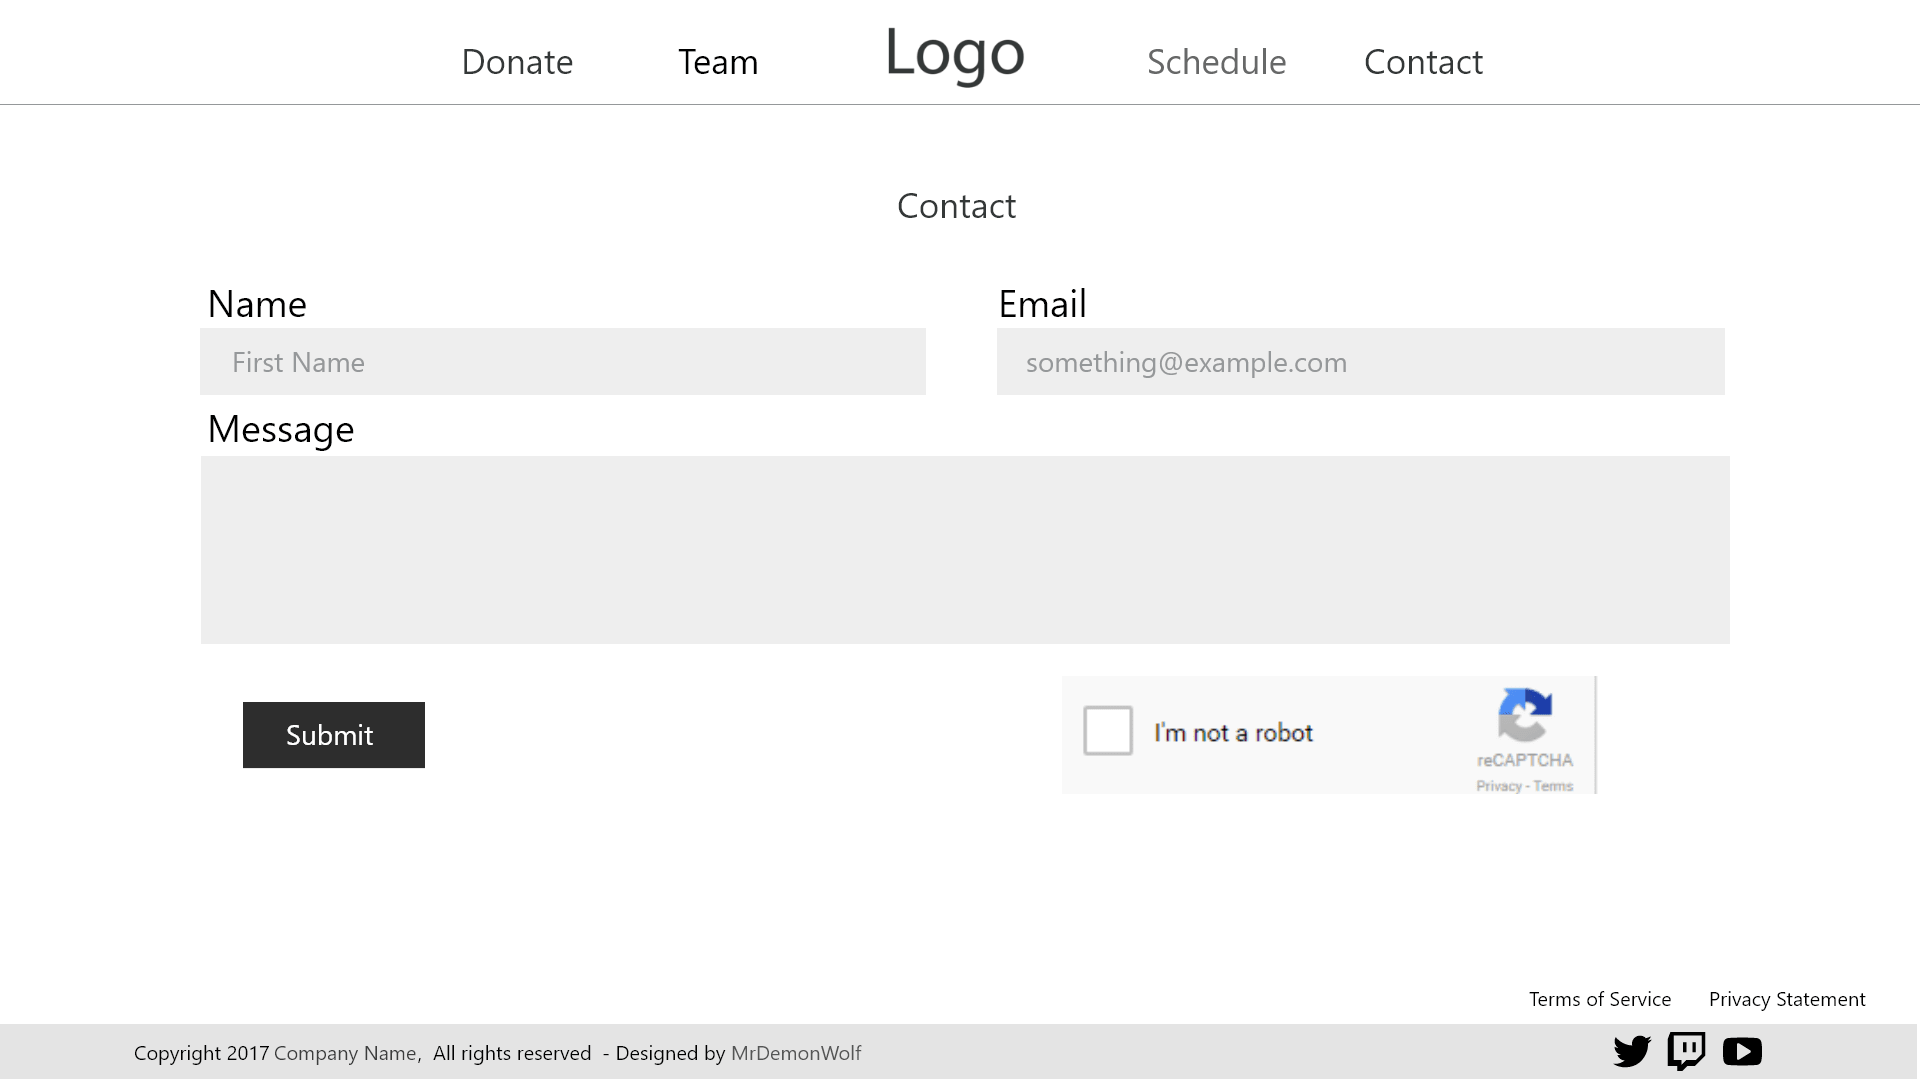 Donate Team Logo Schedule Contact
Contact
Name Email
First Name something@example.com
Message
Submit I'm not a robot
reCAPTCHA
Privacy - Terms
Terms of Service Privacy Statement
Copyright 2017 Company Name, All rights reserved - Designed by MrDemonWolf